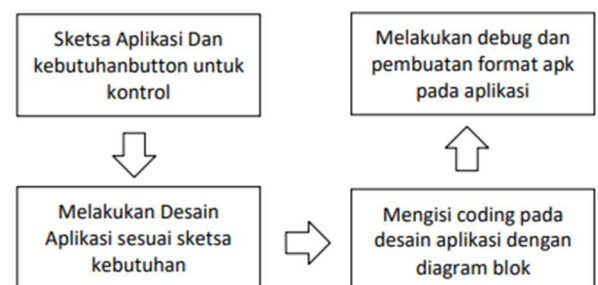 Sketsa Aplikasi Dan
kebutuhanbutton untuk
kontrol
Melakukan Desain
Aplikasi sesuai sketsa
kebutuhan
Mengisi coding pada
desain aplikasi dengan
diagram blok
Melakukan debug dan
pembuatan format apk
pada aplikasi